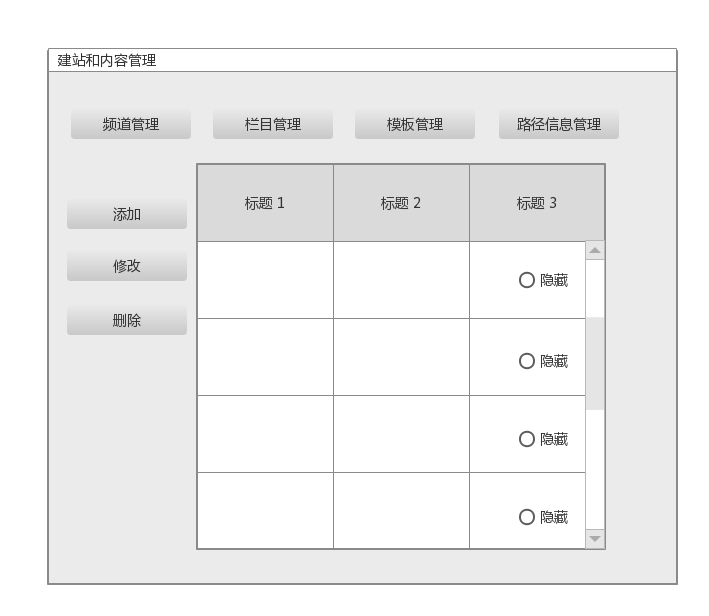 建站和内容管理
频道管理 栏目管理 模板管理 路径信息管理
标题 1 标题 2 标题 3
添加
修改
删除
隐藏
隐藏
隐藏
隐藏